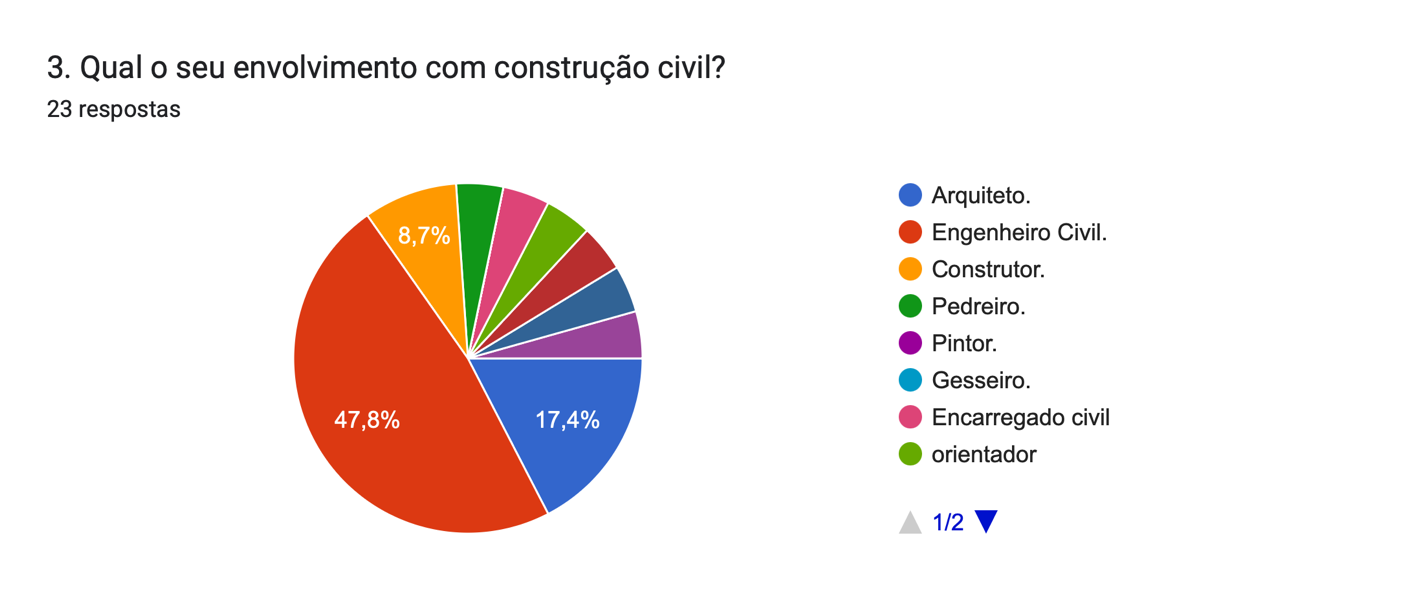 3. Qual o seu envolvimento com construção civil?
23 respostas
8,7%
47,8%
17,4%
Arquiteto.
Engenheiro Civil.
Construtor.
Pedreiro.
Pintor.
Gesseiro.
Encarregado civil
orientador
1/2